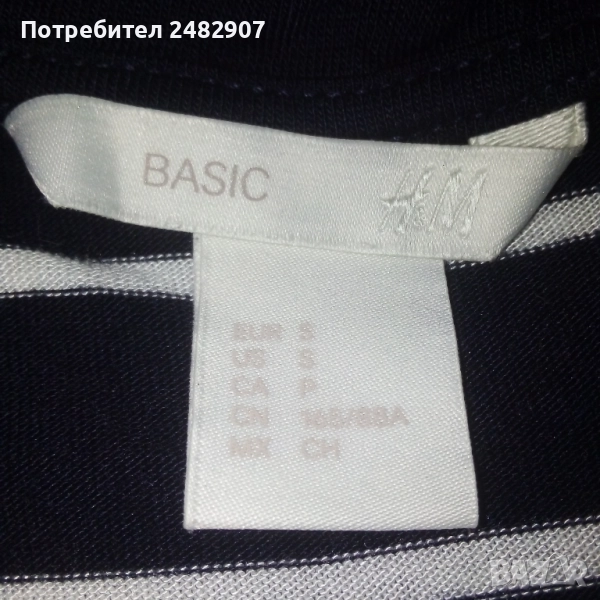 Потребител 2482907
BASIC H&M
EUR S
US S
CA P
CN 165/88A
MX CH